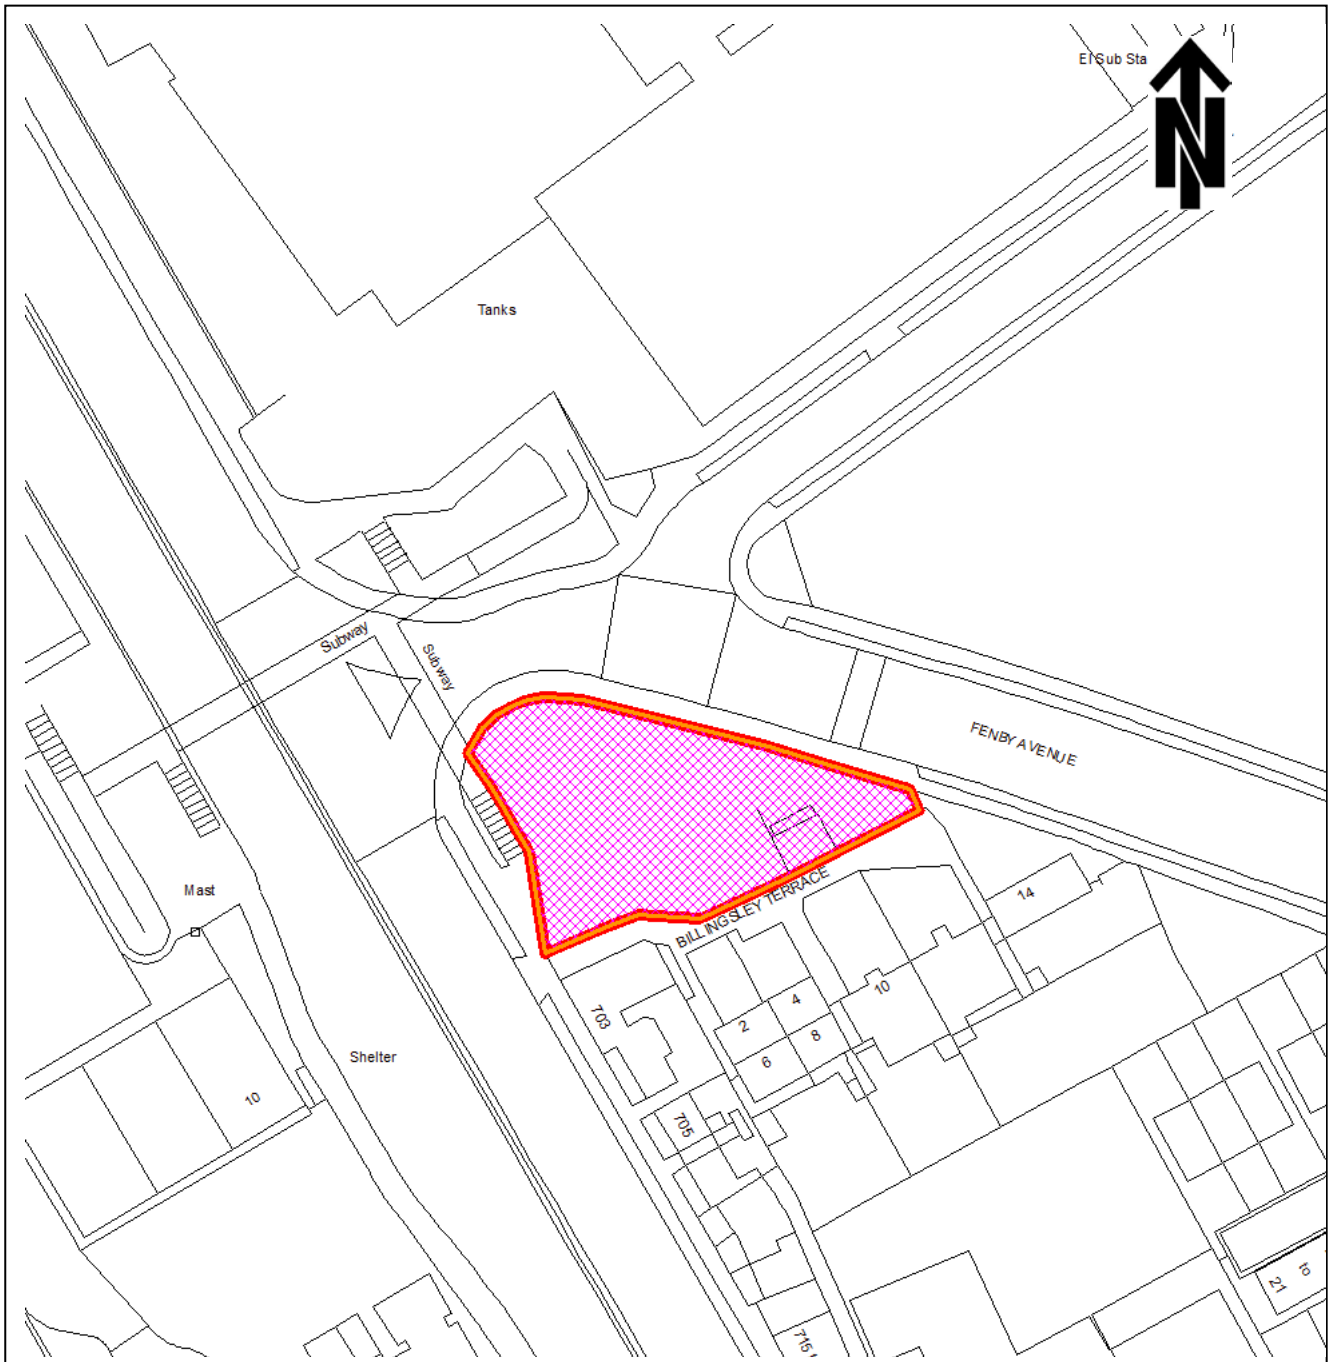 El Sub Sta
N
Tanks
Subway
Subway
FENBY AVENUE
BILLINGSLEY TERRACE
Mast
14
10
4
2
8
6
703
Shelter
10
705
21 to
715